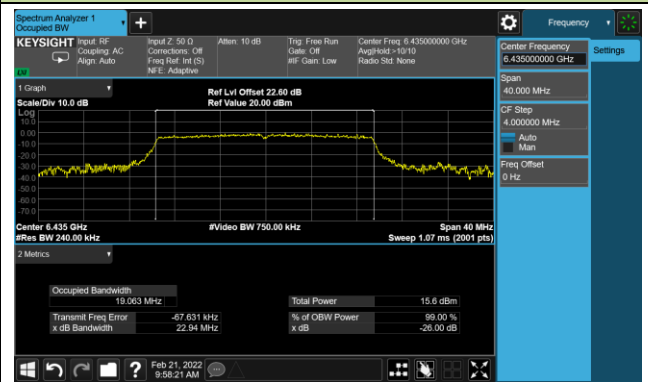 Spectrum Analyzer 1
Occupied BW
Frequency
KEYSIGHT
Input: RF
Coupling: AC
Align: Auto
Input Z: 50 Ω
Corrections: Off
Freq Ref: Int (S)
NFE: Adaptive
Atten: 10 dB
Trig: Free Run
Gate: Off
#IF Gain: Low
Center Freq: 6.435000000 GHz
Avg|Hold:>10/10
Radio Std: None
Center Frequency
6.435000000 GHz
Settings
Span
40.000 MHz
CF Step
4.000000 MHz
Auto
Man
Freq Offset
0 Hz
1 Graph
Scale/Div 10.0 dB
Ref Lvl Offset 22.60 dB
Ref Value 20.00 dBm
Log
10.0
0.00
-10.0
-20.0
-30.0
-40.0
-50.0
-60.0
-70.0
Center 6.435 GHz
#Res BW 240.00 kHz
#Video BW 750.00 kHz
Span 40 MHz
Sweep 1.07 ms (2001 pts)
2 Metrics
Occupied Bandwidth
19.063 MHz
Total Power 15.6 dBm
Transmit Freq Error -67.631 kHz
% of OBW Power 99.00 %
x dB Bandwidth 22.94 MHz
x dB -26.00 dB
Feb 21, 2022
9:58:21 AM